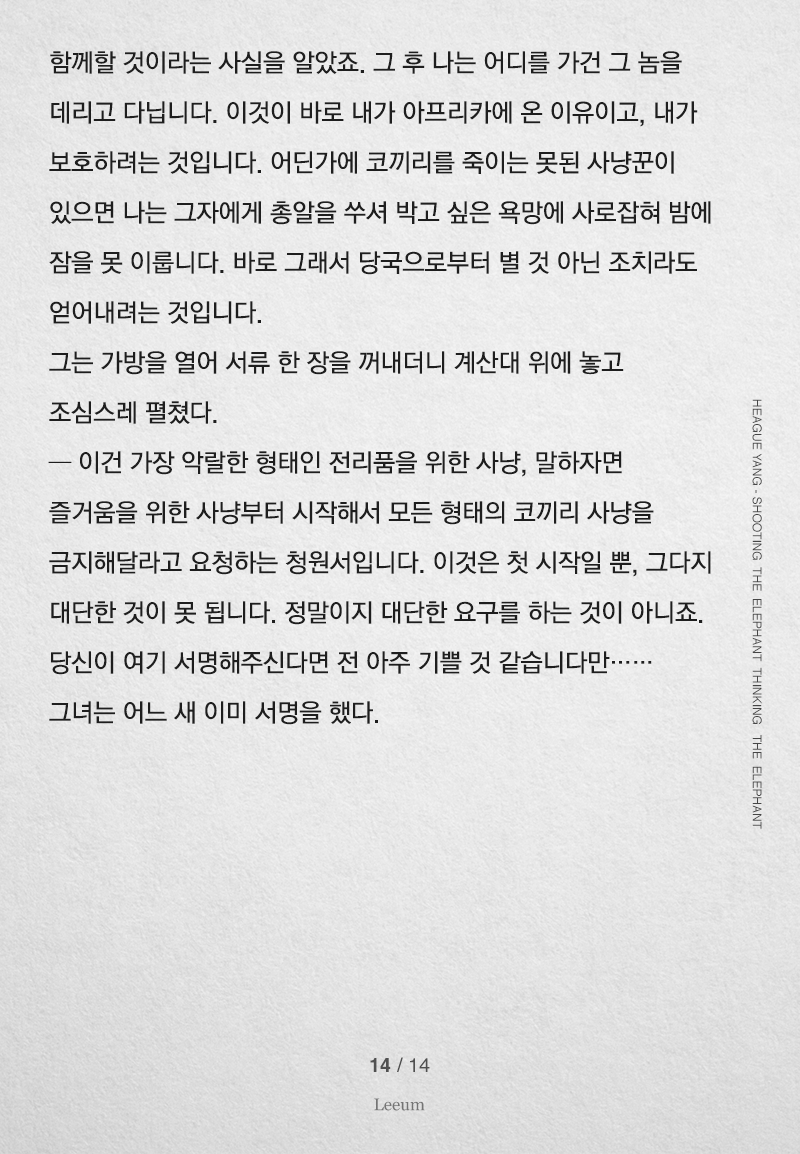 함께할 것이라는 사실을 알았죠. 그 후 나는 어디를 가건 그 놈을
데리고 다닙니다. 이것이 바로 내가 아프리카에 온 이유이고, 내가
보호하려는 것입니다. 어딘가에 코끼리를 죽이는 못된 사냥꾼이
있으면 나는 그자에게 총알을 쑤셔 박고 싶은 욕망에 사로잡혀 밤에
잠을 못 이룹니다. 바로 그래서 당국으로부터 별 것 아닌 조치라도
얻어내려는 것입니다.
그는 가방을 열어 서류 한 장을 꺼내더니 계산대 위에 놓고
조심스레 펼쳤다.
— 이건 가장 악랄한 형태인 전리품을 위한 사냥, 말하자면
즐거움을 위한 사냥부터 시작해서 모든 형태의 코끼리 사냥을
금지해달라고 요청하는 청원서입니다. 이것은 첫 시작일 뿐, 그다지
대단한 것이 못 됩니다. 정말이지 대단한 요구를 하는 것이 아니죠.
당신이 여기 서명해주신다면 전 아주 기쁠 것 같습니다만……
그녀는 어느 새 이미 서명을 했다.
HEAGUE YANG - SHOOTING THE ELEPHANT THINKING THE ELEPHANT
14 / 14
Leeum